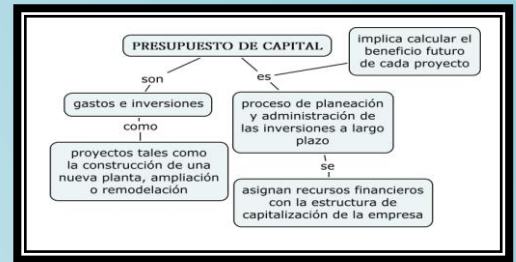 PRESUPUESTO DE CAPITAL
implica calcular el
beneficio futuro
de cada proyecto
son
es
gastos e inversiones
proceso de planeación
y administración de
las inversiones a largo
plazo
como
proyectos tales como
la construcción de una
nueva planta, ampliación
o remodelación
se
asignan recursos financieros
con la estructura de
capitalización de la empresa